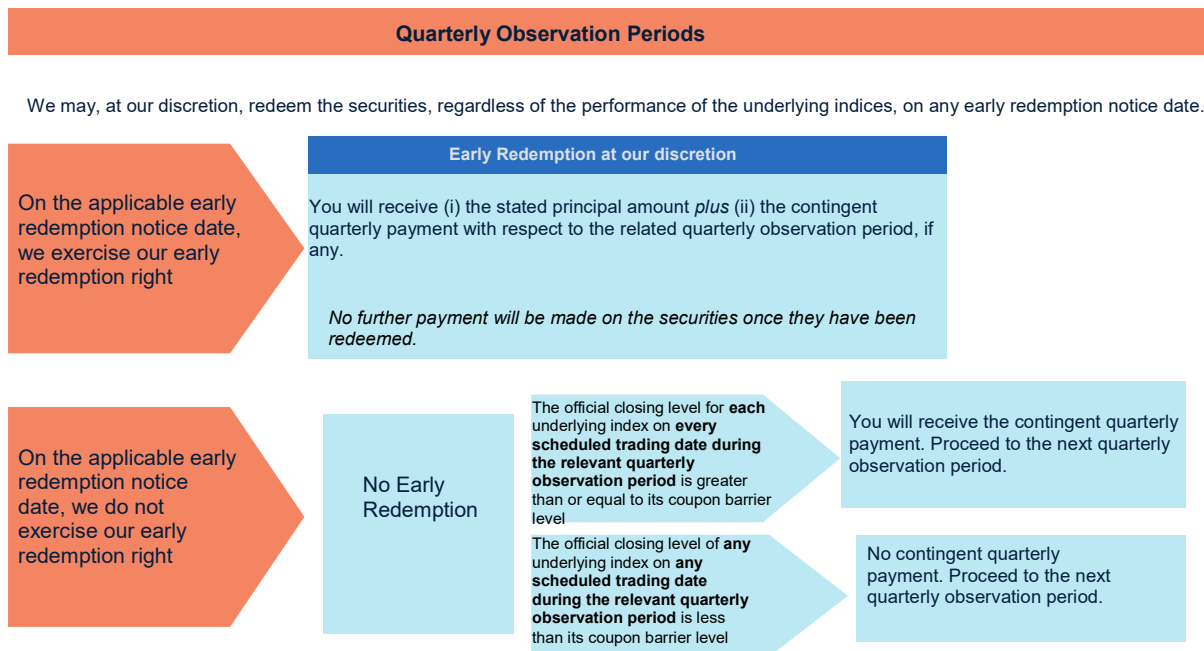 Quarterly Observation Periods
We may, at our discretion, redeem the securities, regardless of the performance of the underlying indices, on any early redemption notice date.
On the applicable early
redemption notice date,
we exercise our early
redemption right
Early Redemption at our discretion
You will receive (i) the stated principal amount plus (ii) the contingent
quarterly payment with respect to the related quarterly observation period, if
any.
No further payment will be made on the securities once they have been
redeemed.
On the applicable early
redemption notice
date, we do not
exercise our early
redemption right
No Early
Redemption
The official closing level for each
underlying index on every
scheduled trading date during
the relevant quarterly
observation period is greater
than or equal to its coupon barrier
level
You will receive the contingent quarterly
payment. Proceed to the next quarterly
observation period.
The official closing level of any
underlying index on any
scheduled trading date
during the relevant quarterly
observation period is less
than its coupon barrier level
No contingent quarterly
payment. Proceed to the next
quarterly observation period.